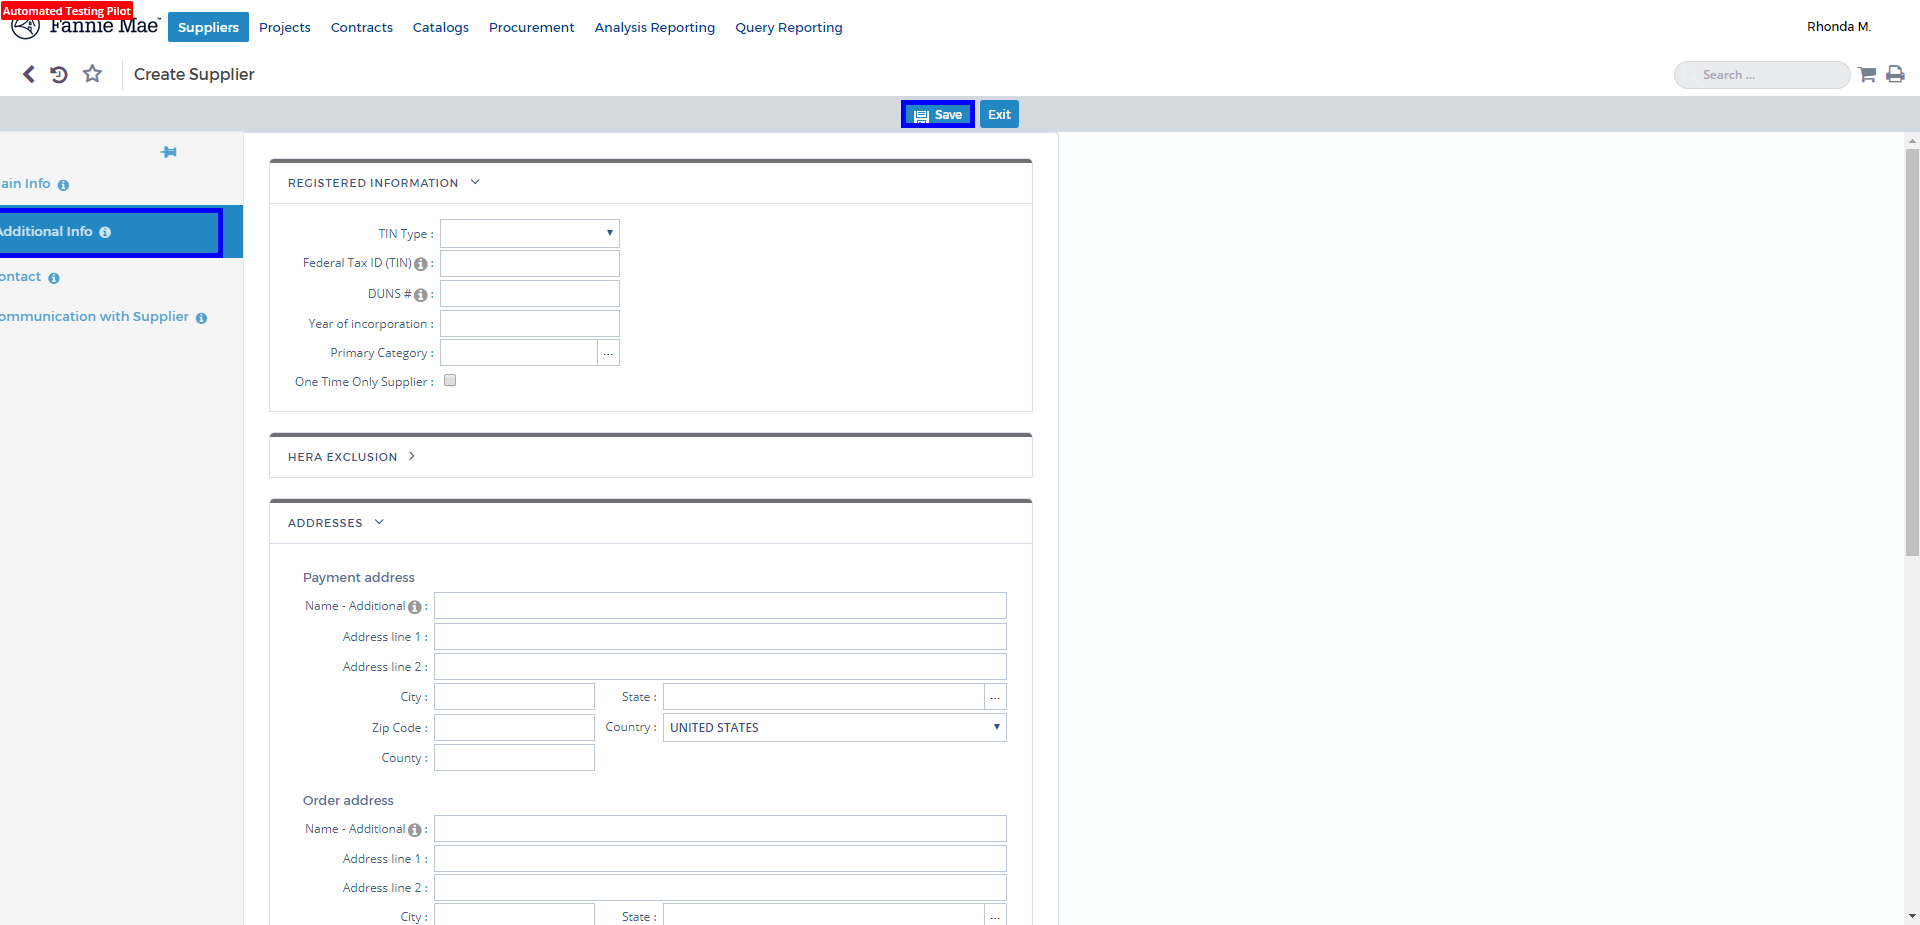 Automated Testing Pilot
Fannie Mae
Suppliers Projects Contracts Catalogs Procurement Analysis Reporting Query Reporting
Rhonda M.
Create Supplier
Search ...
Save Exit
ain Info
Additional Info
ontact
ommunication with Supplier
REGISTERED INFORMATION
TIN Type :
Federal Tax ID (TIN) :
DUNS # :
Year of incorporation :
Primary Category : ...
One Time Only Supplier :
HERA EXCLUSION
ADDRESSES
Payment address
Name - Additional :
Address line 1 :
Address line 2 :
City : State : ...
Zip Code : Country : UNITED STATES
County :
Order address
Name - Additional :
Address line 1 :
Address line 2 :
City : State : ...